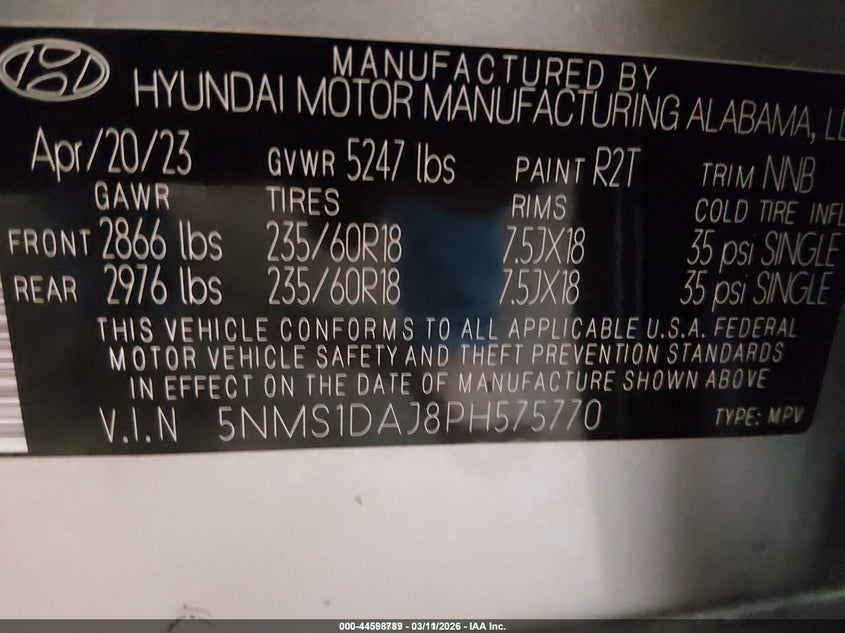 MANUFACTURED BY
HYUNDAI MOTOR MANUFACTURING ALABAMA,
Apr/20/23 GVWR 5247 lbs PAINT R2T TRIM NNB
GAWR TIRES RIMS COLD TIRE INFL
FRONT 2866 lbs 235/60R18 7.5JX18 35 psi SINGLE
REAR 2976 lbs 235/60R18 7.5JX18 35 psi SINGLE
THIS VEHICLE CONFORMS TO ALL APPLICABLE U.S.A. FEDERAL
MOTOR VEHICLE SAFETY AND THEFT PREVENTION STANDARDS
IN EFFECT ON THE DATE OF MANUFACTURE SHOWN ABOVE
V.I.N 5NMS1DAJ8PH575770 TYPE: MPV
000-44598789 - 03/11/2026 - IAA Inc.